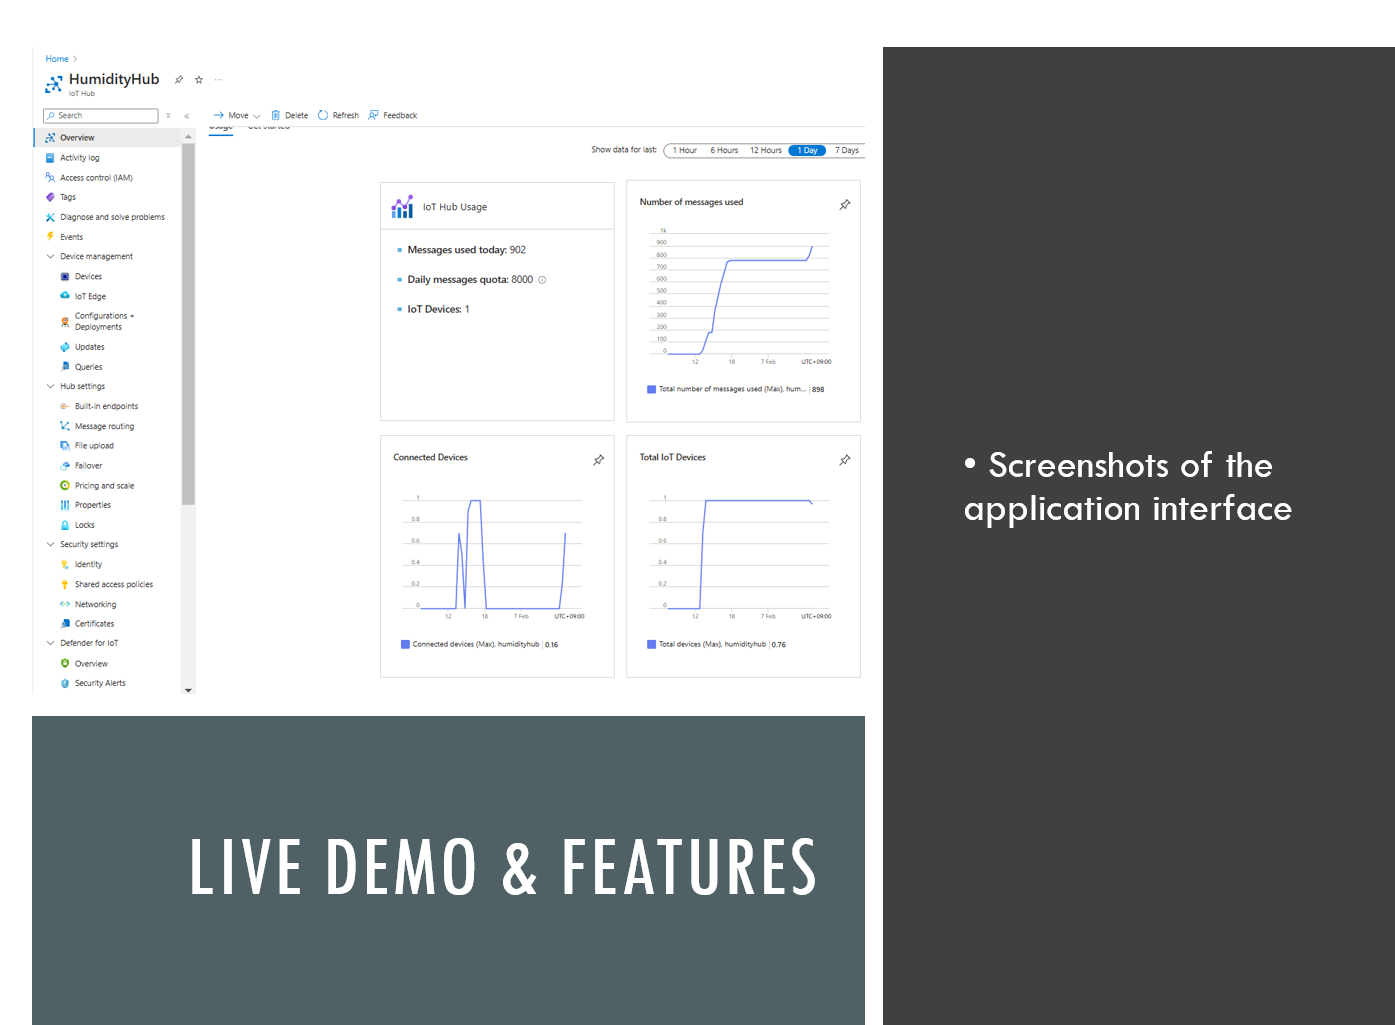 Home >
HumidityHub ...
IoT Hub
Search
Move Delete Refresh Feedback
Usage Get started
Show data for last: 1 Hour 6 Hours 12 Hours 1 Day 7 Days
Overview
Activity log
Access control (IAM)
Tags
Diagnose and solve problems
Events
Device management
Devices
IoT Edge
Configurations +
Deployments
Updates
Queries
Hub settings
Built-in endpoints
Message routing
File upload
Failover
Pricing and scale
Properties
Locks
Security settings
Identity
Shared access policies
Networking
Certificates
Defender for IoT
Overview
Security Alerts
IoT Hub Usage
Messages used today: 902
Daily messages quota: 8000
IoT Devices: 1
Number of messages used
1k
900
800
700
600
500
400
300
200
100
0
12 18 7 Feb UTC+09:00
Total number of messages used (Max), hum... 898
Connected Devices
1
0.8
0.6
0.4
0.2
0
12 18 7 Feb UTC+09:00
Connected devices (Max), humidityhub 0.16
Total IoT Devices
1
0.8
0.6
0.4
0.2
0
12 18 7 Feb UTC+09:00
Total devices (Max), humidityhub 0.76
LIVE DEMO & FEATURES
• Screenshots of the
application interface